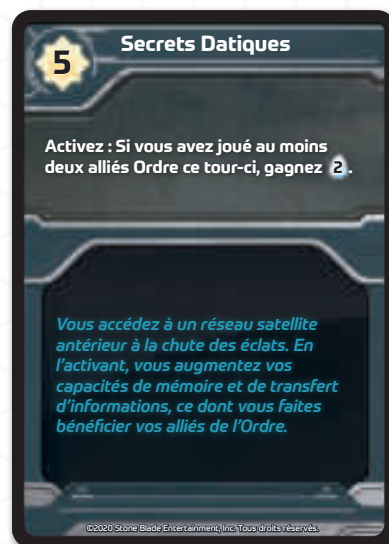 5
Secrets Datiques
Activez : Si vous avez joué au moins
deux alliés Ordre ce tour-ci, gagnez 2.
Vous accédez à un réseau satellite
antérieur à la chute des éclats. En
l'activant, vous augmentez vos
capacités de mémoire et de transfert
d'informations, ce dont vous faites
bénéficier vos alliés de l'Ordre.
©2020 Stone Blade Entertainment, Inc. Tous droits réservés.